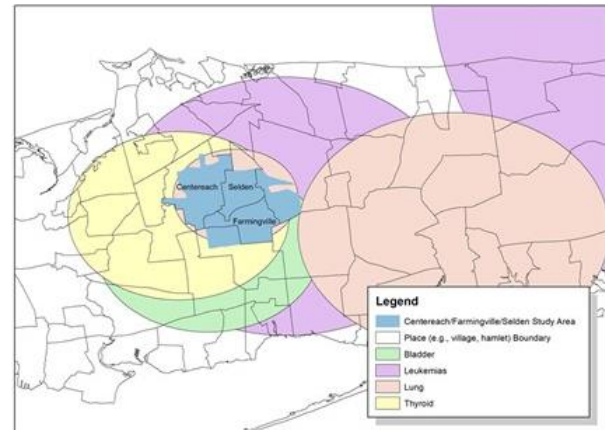 Centereach
Selden
Farmingville
Legend
Centereach/Farmingville/Selden Study Area
Place (e.g., village, hamlet) Boundary
Bladder
Leukemias
Lung
Thyroid